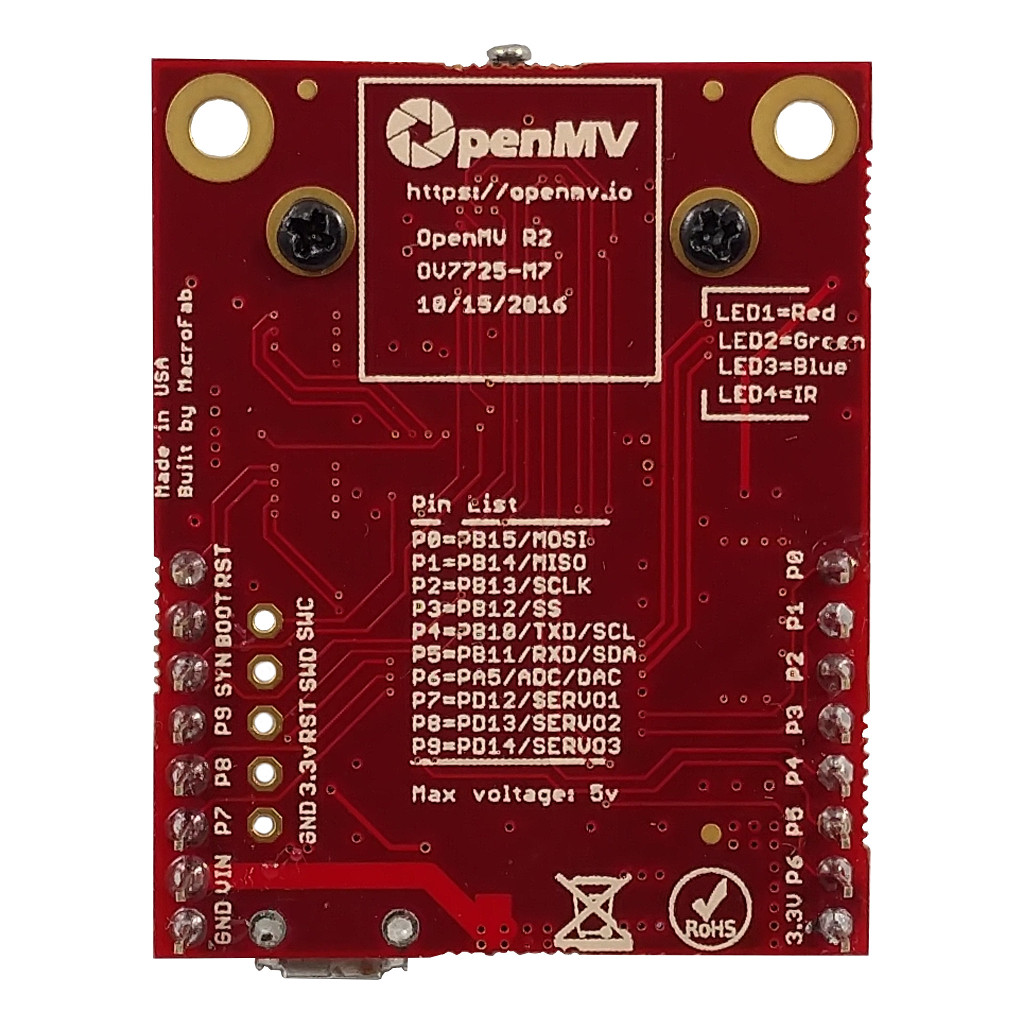 OpenMV
https://openmv.io
OpenMV R2
OV7725-M7
10/15/2016
LED1=Red
LED2=Green
LED3=Blue
LED4=IR
Made in USA
Built by MacroFab
Pin List
P0=PB15/MOSI
P1=PB14/MISO
P2=PB13/SCLK
P3=PB12/SS
P4=PB10/TXD/SCL
P5=PB11/RXD/SDA
P6=PA5/ADC/DAC
P7=PD12/SERVO1
P8=PD13/SERVO2
P9=PD14/SERVO3
Max voltage: 5v
RST
BOOT
SYN
P9
P8
P7
VIN
GND
SWC
SWD
RST
3.3v
GND
P0
P1
P2
P3
P4
P5
P6
3.3V
RoHS